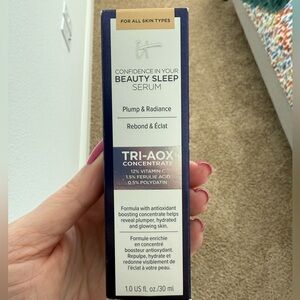 FOR ALL SKIN TYPES
iT
CONFIDENCE IN YOUR
BEAUTY SLEEP
SERUM
Plump & Radiance
Rebond & Éclat
TRI-AOX
CONCENTRATE
12% VITAMIN C
1.5% FERULIC ACID
0.5% POLYDATIN
Formula with antioxidant
boosting concentrate helps
reveal plumper, hydrated
and glowing skin.
Formule enrichie
en concentré
boosteur antioxydant.
Repulpe, hydrate et
redonne visiblement de
l'éclat à votre peau.
1.0 US fl. oz./30 ml